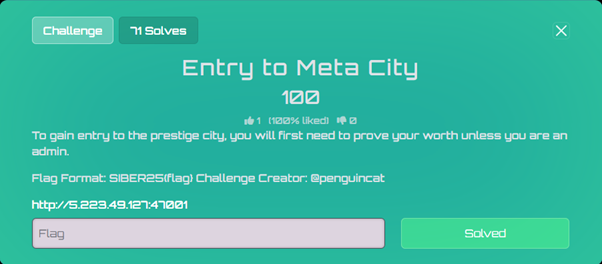 Challenge
71 Solves
Entry to Meta City
100
1 (100% liked) 0
To gain entry to the prestige city, you will first need to prove your worth unless you are an
admin.
Flag Format: SIBER25{flag} Challenge Creator: @penguincat
http://5.223.49.127:47001
Flag
Solved